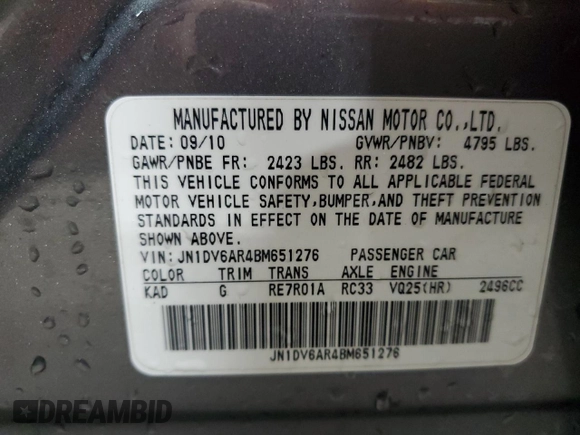 MANUFACTURED BY NISSAN MOTOR CO.,LTD.
DATE: 09/10 GVWR/PNBV: 4795 LBS.
GAWR/PNBE FR: 2423 LBS. RR: 2482 LBS.
THIS VEHICLE CONFORMS TO ALL APPLICABLE FEDERAL
MOTOR VEHICLE SAFETY,BUMPER,AND THEFT PREVENTION
STANDARDS IN EFFECT ON THE DATE OF MANUFACTURE
SHOWN ABOVE.
VIN: JN1DV6AR4BM651276 PASSENGER CAR
COLOR TRIM TRANS AXLE ENGINE
KAD G RE7R01A RC33 VQ25(HR) 2496CC
JN1DV6AR4BM651276
DREAMBID